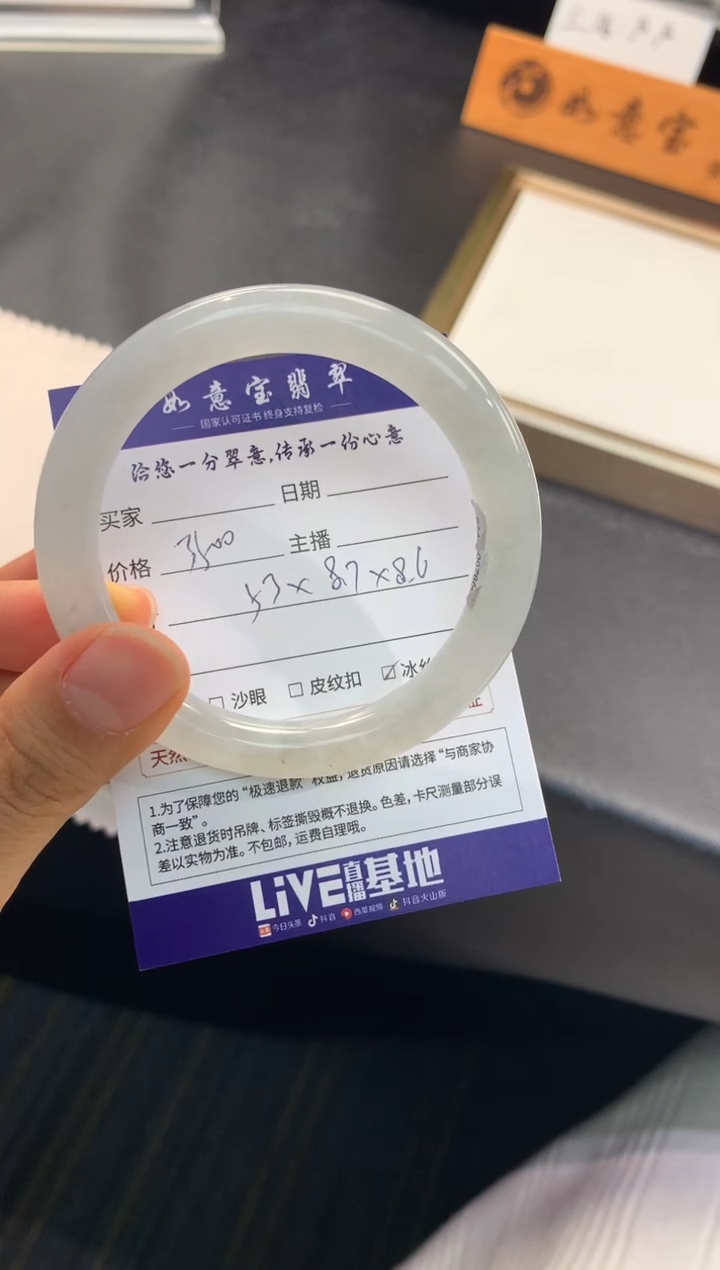 如意宝
如意宝翡翠
国家认可证书 终身支持复检
洽您一分翠意,传承一份心意
买家 日期
价格 3500 主播
53×8.7×8.6
□ 沙眼 □ 皮纹扣 ☑ 冰
天然
1.为了保障您的“极速退款”权益,退货原因请选择“与商家协
商一致”。
2.注意退货时吊牌、标签撕毁概不退换。色差,卡尺测量部分误
差以实物为准。不包邮,运费自理哦。
LiVE直播基地
今日头条 抖音 西瓜视频 抖音火山版